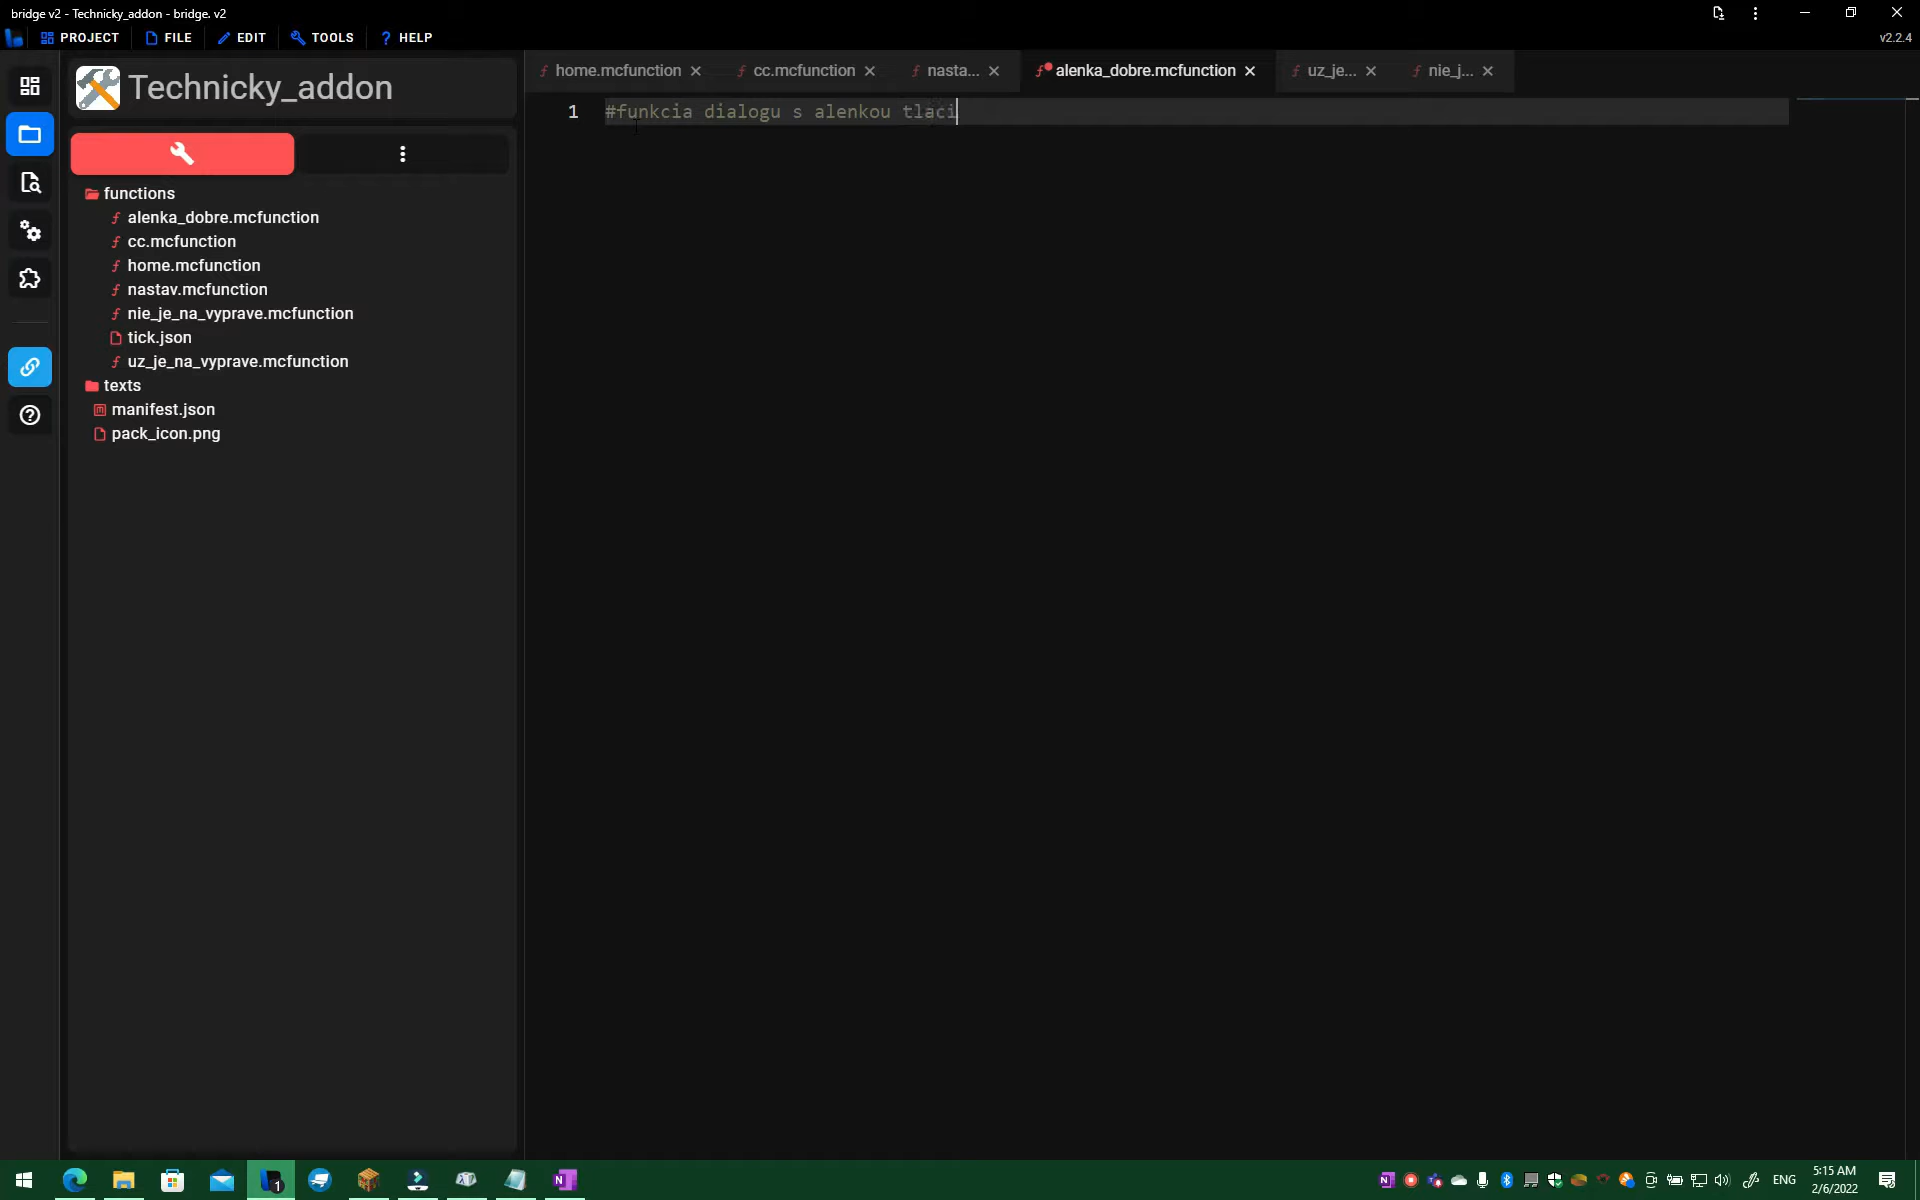 bridge v2 - Technicky_addon - bridge. v2
PROJECT FILE EDIT TOOLS ? HELP v2.2.4
Technicky_addon
functions
alenka_dobre.mcfunction
cc.mcfunction
home.mcfunction
nastav.mcfunction
nie_je_na_vyprave.mcfunction
tick.json
uz_je_na_vyprave.mcfunction
texts
manifest.json
pack_icon.png
home.mcfunction cc.mcfunction nasta... alenka_dobre.mcfunction uz_je... nie_j...
1 #funkcia dialogu s alenkou tlaci
ENG
5:15 AM
2/6/2022